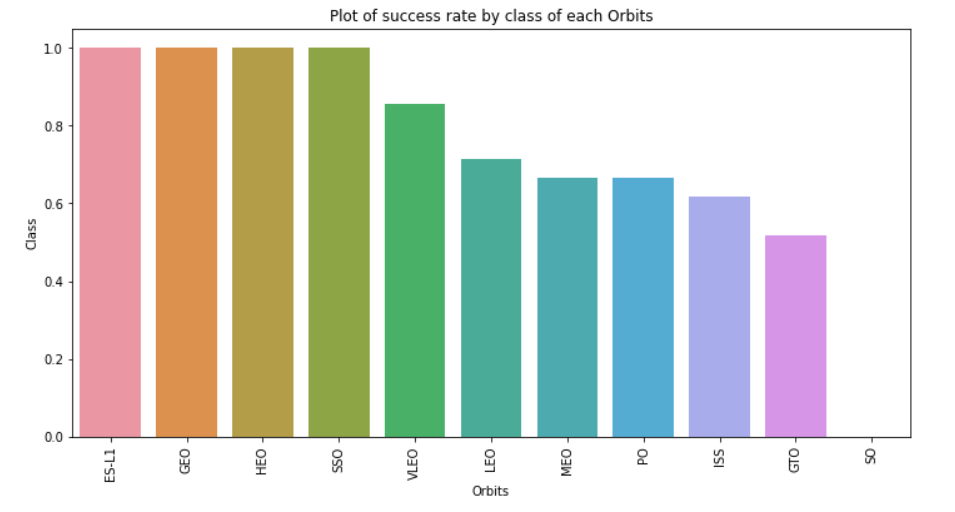 Plot of success rate by class of each Orbits
1.0
0.8
0.6
0.4
0.2
0.0
Class
ES-L1
GEO
HEO
SSO
VLEO
LEO
MEO
PO
ISS
GTO
SO
Orbits